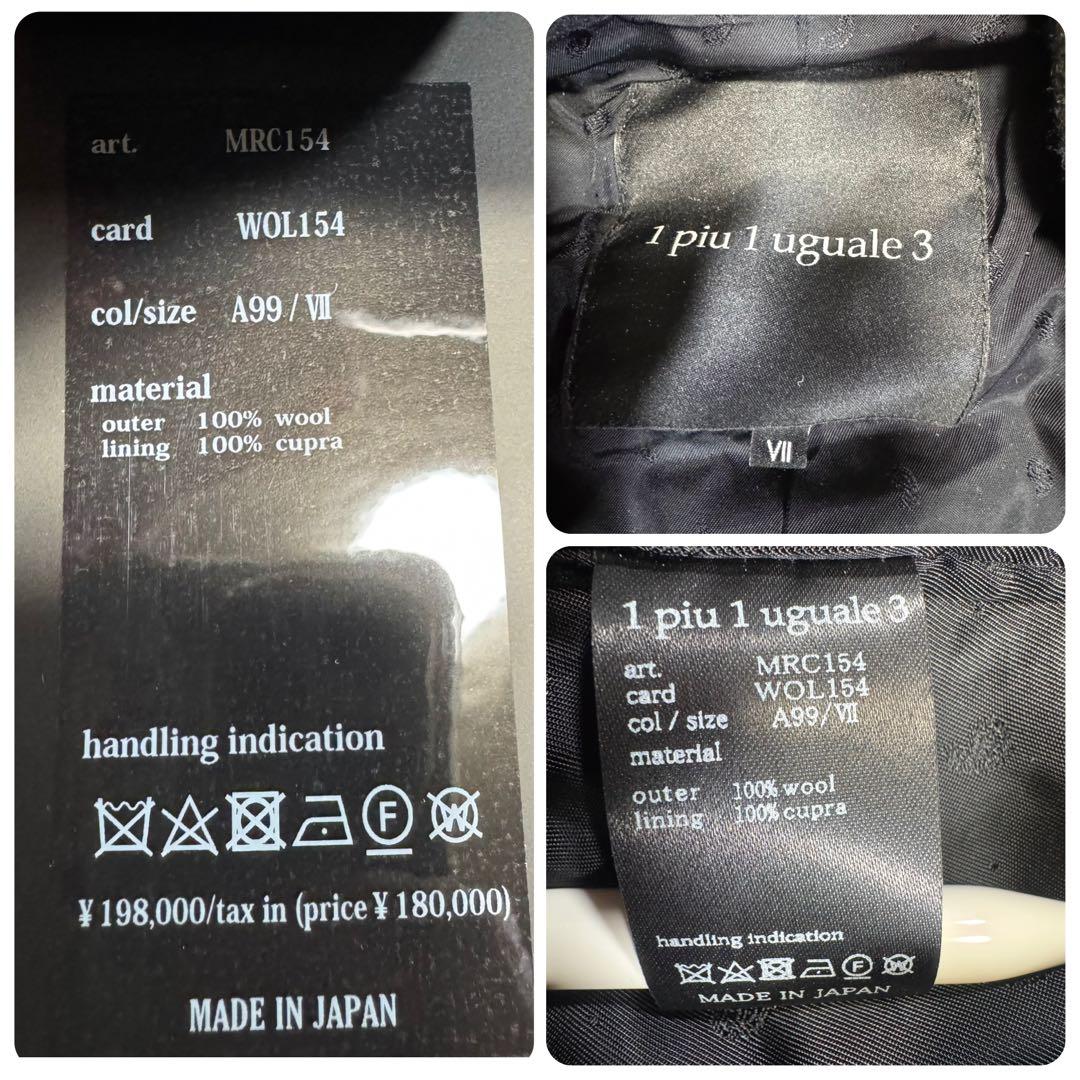 art. MRC154
card WOL154
col/size A99 / Ⅶ
material
outer 100% wool
lining 100% cupra
handling indication
F W
¥198,000/tax in (price ¥180,000)
MADE IN JAPAN
1 piu 1 uguale 3
Ⅶ
1 piu 1 uguale 3
art. MRC154
card WOL154
col / size A99/Ⅶ
material
outer 100% wool
lining 100% cupra
handling indication
F W
MADE IN JAPAN